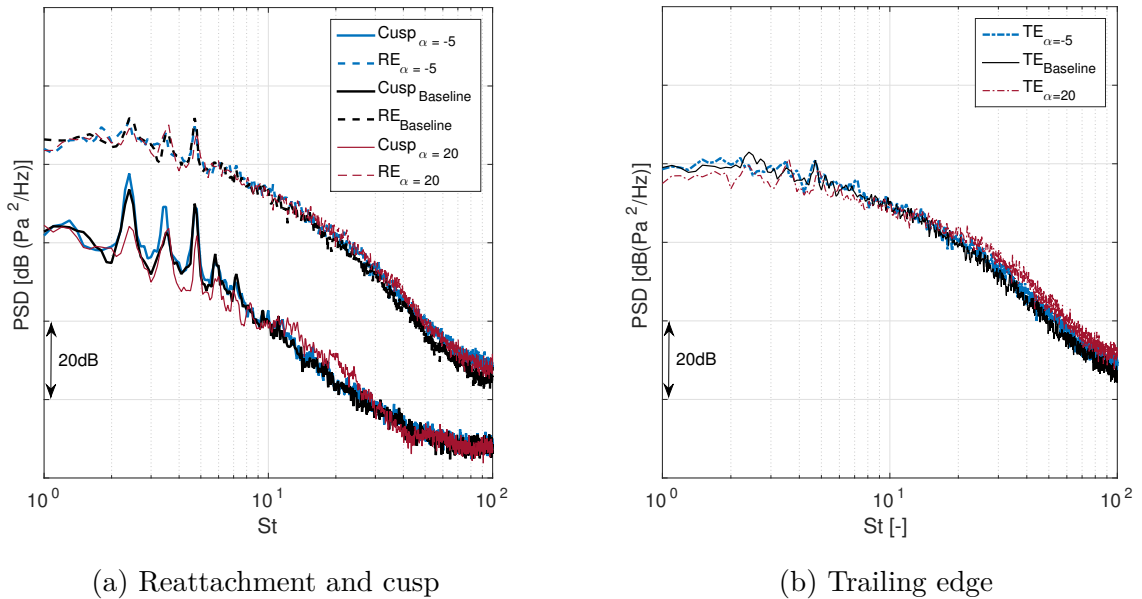 Cusp α = -5
RE α = -5
Cusp Baseline
RE Baseline
Cusp α = 20
RE α = 20
PSD [dB (Pa ²/Hz)]
20dB
10⁰
10¹
10²
St
(a) Reattachment and cusp
TE α=-5
TE Baseline
TE α=20
PSD [dB(Pa ²/Hz)]
20dB
10⁰
10¹
10²
St [-]
(b) Trailing edge